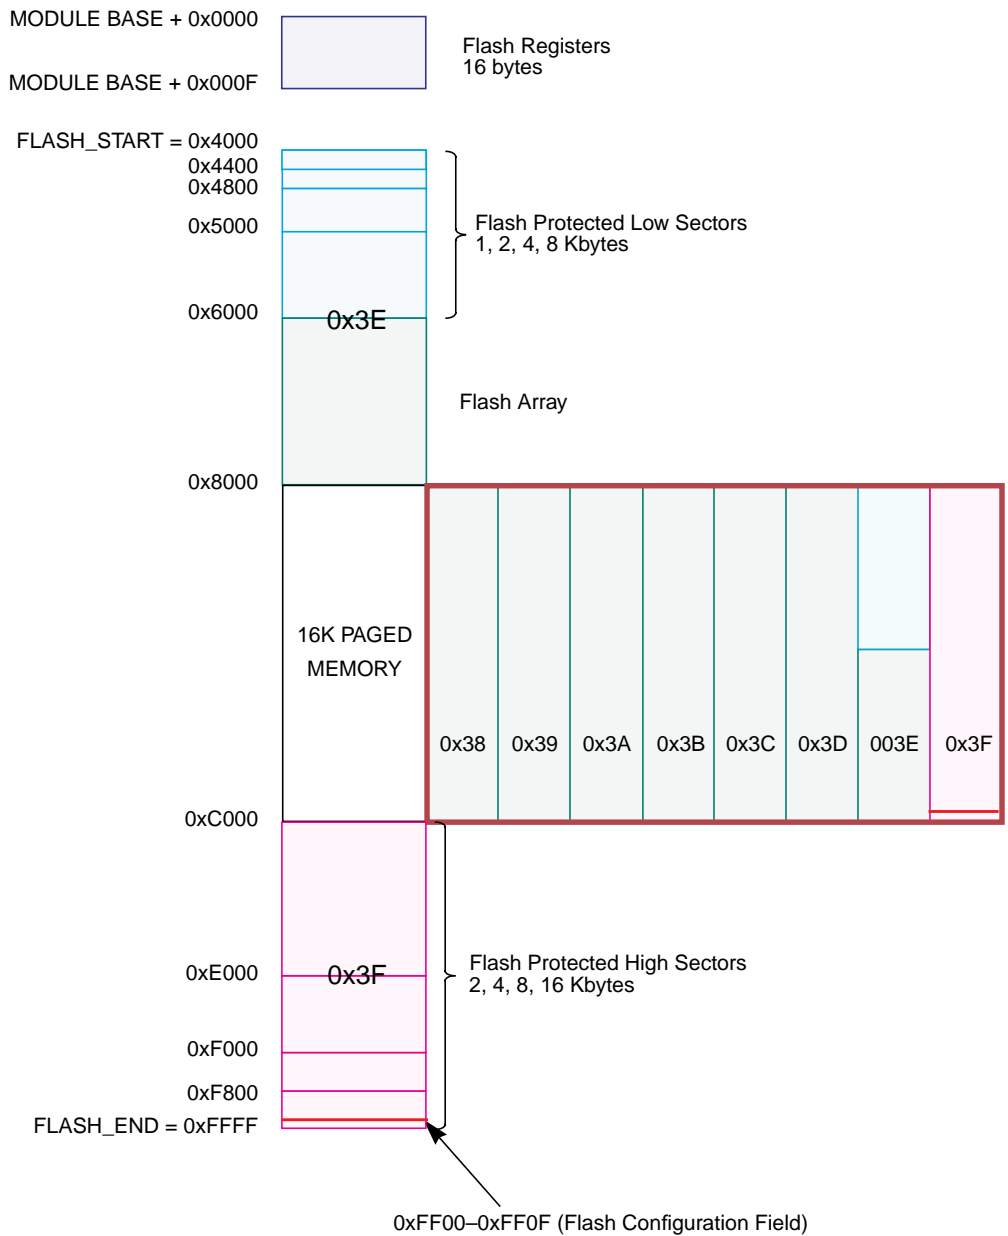 MODULE BASE + 0x0000
Flash Registers
16 bytes
MODULE BASE + 0x000F
FLASH_START = 0x4000
0x4400
0x4800
0x5000
Flash Protected Low Sectors
1, 2, 4, 8 Kbytes
0x6000
0x3E
Flash Array
0x8000
16K PAGED
MEMORY
0x38
0x39
0x3A
0x3B
0x3C
0x3D
003E
0x3F
0xC000
Flash Protected High Sectors
2, 4, 8, 16 Kbytes
0xE000
0x3F
0xF000
0xF800
FLASH_END = 0xFFFF
0xFF00–0xFF0F (Flash Configuration Field)